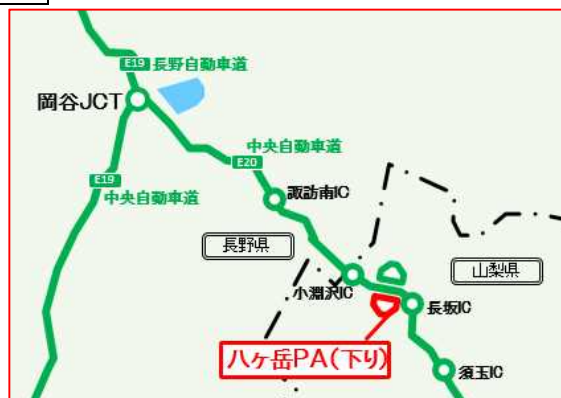 E19 長野自動車道
岡谷JCT
中央自動車道
E20
E19
中央自動車道
諏訪南IC
長野県
山梨県
小淵沢IC
長坂IC
八ヶ岳PA(下り)
須玉IC